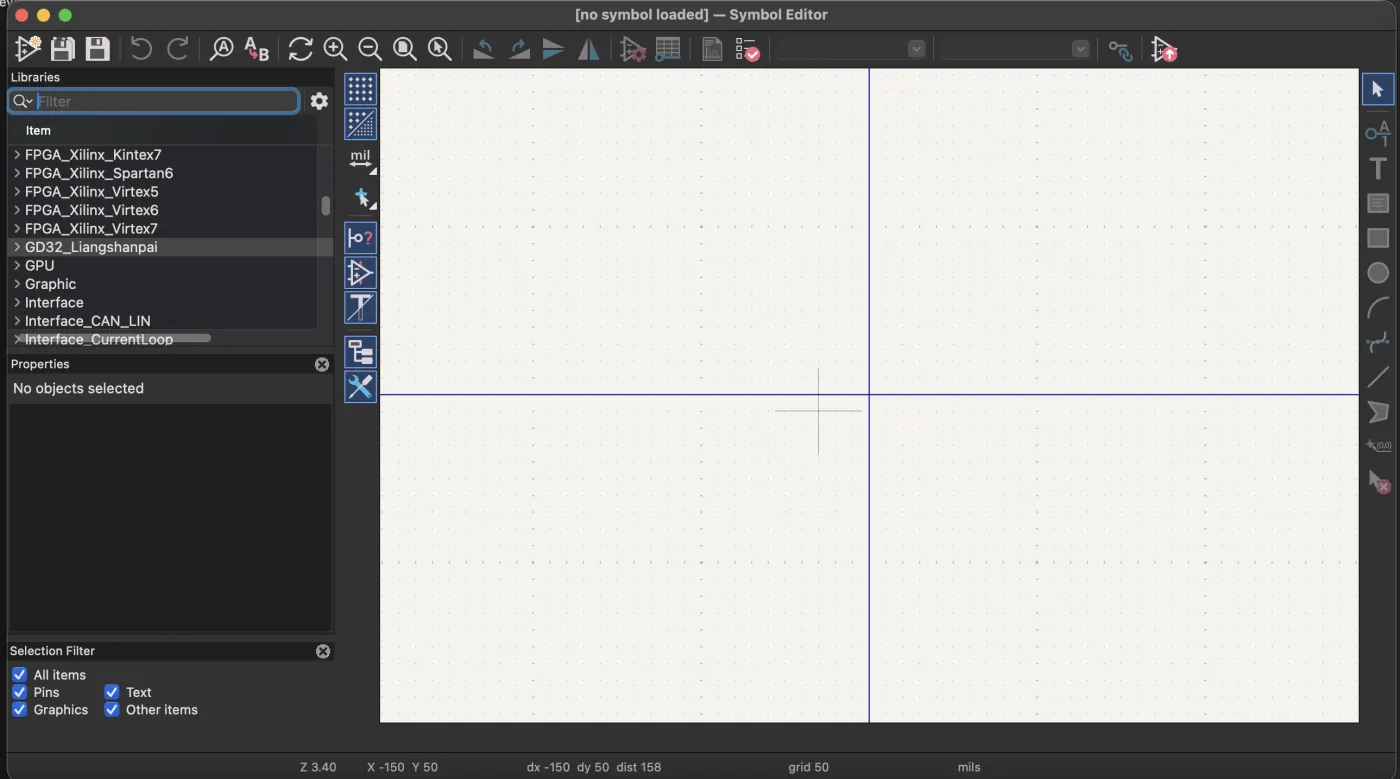 [no symbol loaded] — Symbol Editor
Libraries
Filter
Item
FPGA_Xilinx_Kintex7
FPGA_Xilinx_Spartan6
FPGA_Xilinx_Virtex5
FPGA_Xilinx_Virtex6
FPGA_Xilinx_Virtex7
GD32_Liangshanpai
GPU
Graphic
Interface
Interface_CAN_LIN
Interface_CurrentLoop
mil
Properties
No objects selected
Selection Filter
All items
Pins Text
Graphics Other items
Z 3.40 X -150 Y 50 dx -150 dy 50 dist 158 grid 50 mils